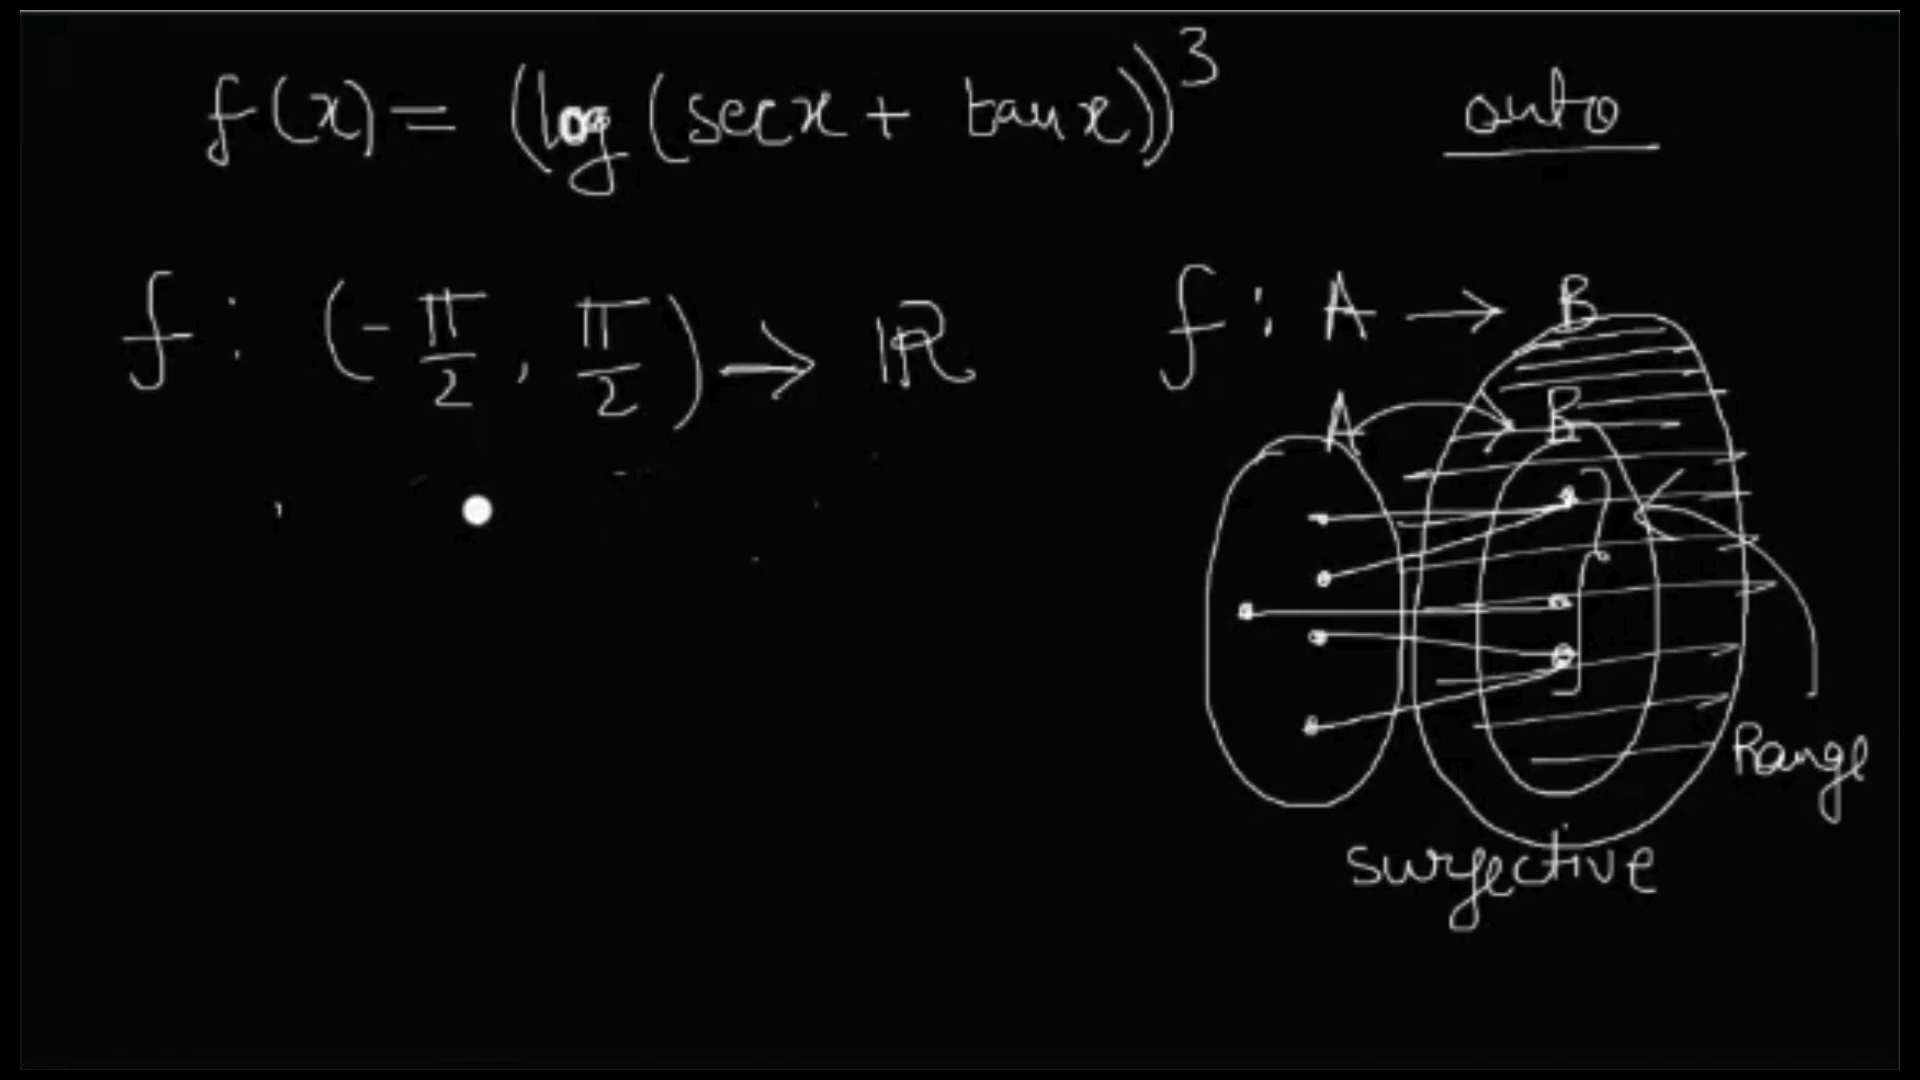 f(x) = (log(secx + tanx))³ onto
f : (-π/2, π/2) → ℝ
f : A → B
A B
Range
surjective